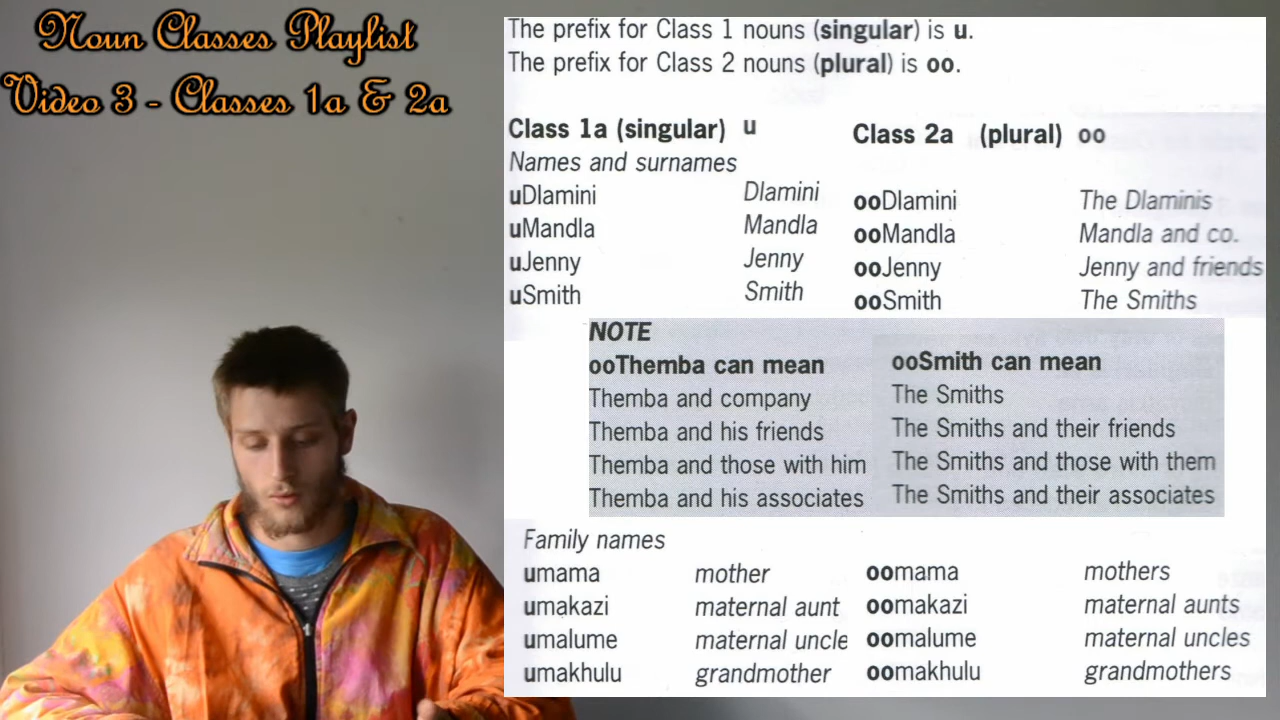 Noun Classes Playlist
Video 3 - Classes 1a & 2a
The prefix for Class 1 nouns (singular) is u.
The prefix for Class 2 nouns (plural) is oo.
Class 1a (singular) u
Names and surnames
uDlamini Dlamini
uMandla Mandla
uJenny Jenny
uSmith Smith
Class 2a (plural) oo
ooDlamini The Dlaminis
ooMandla Mandla and co.
ooJenny Jenny and friends
ooSmith The Smiths
NOTE
ooThemba can mean
Themba and company
Themba and his friends
Themba and those with him
Themba and his associates
ooSmith can mean
The Smiths
The Smiths and their friends
The Smiths and those with them
The Smiths and their associates
Family names
umama mother
umakazi maternal aunt
umalume maternal uncle
umakhulu grandmother
oomama mothers
oomakazi maternal aunts
oomalume maternal uncles
oomakhulu grandmothers